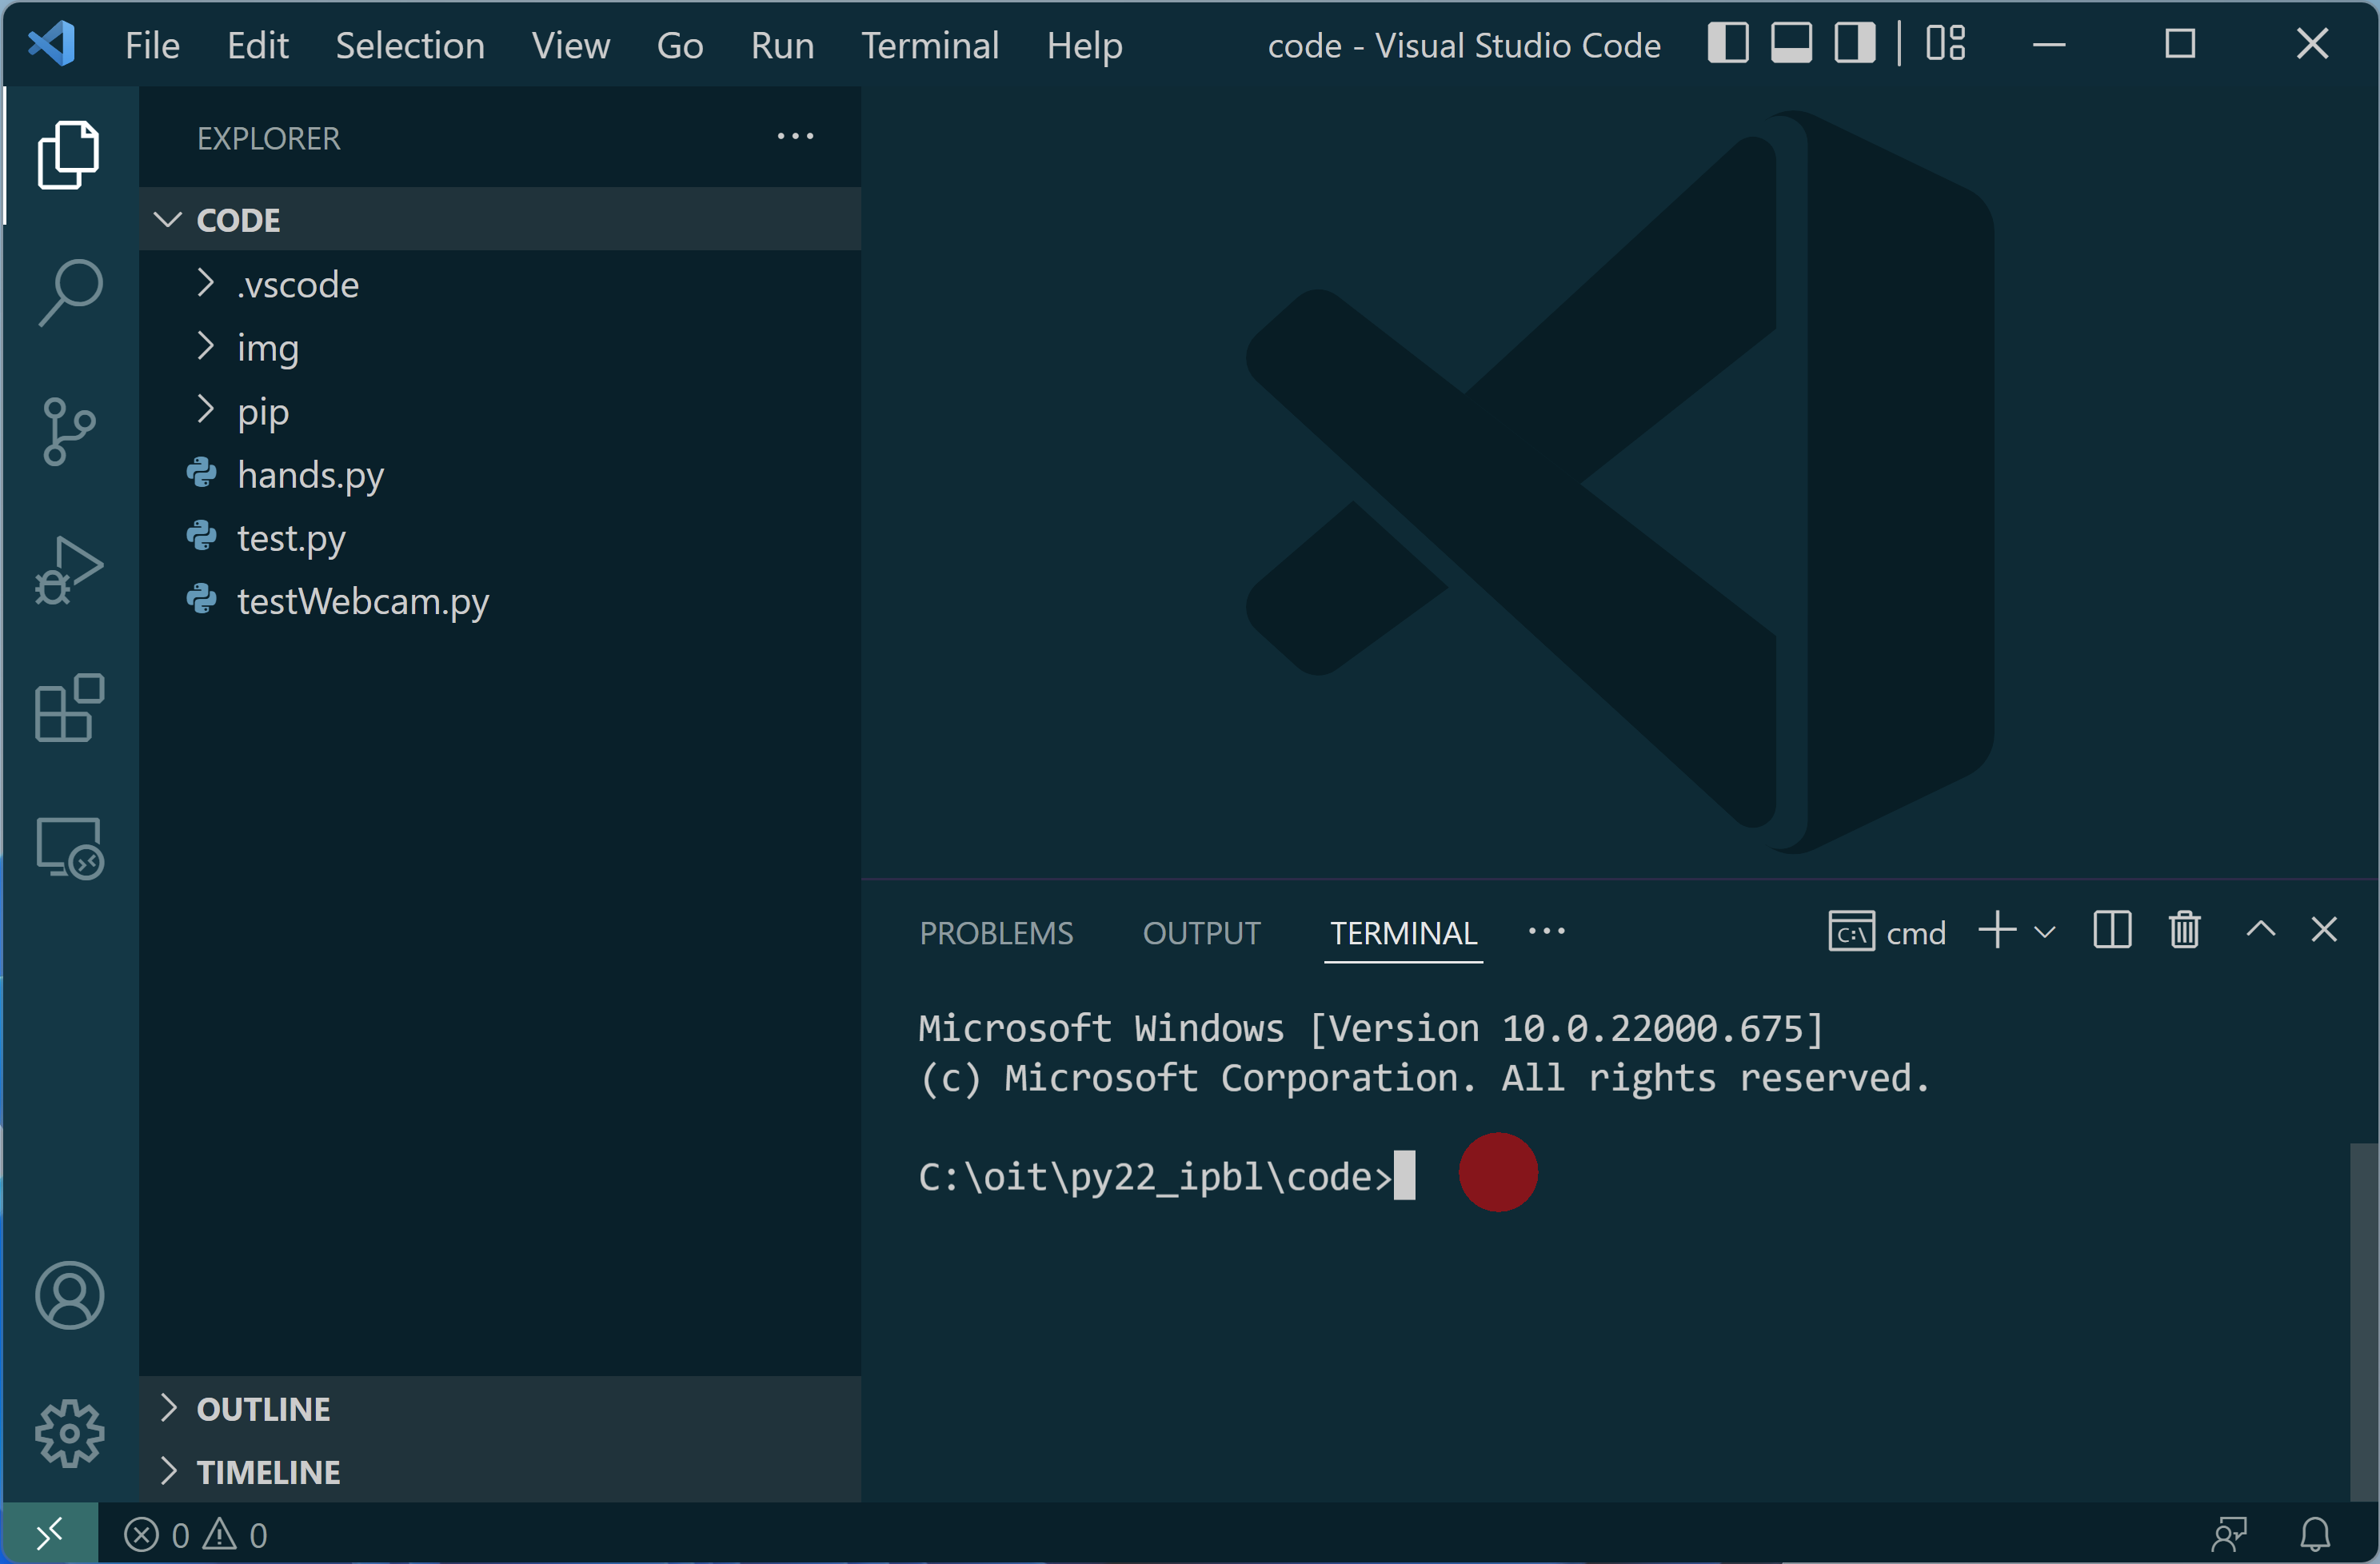 File Edit Selection View Go Run Terminal Help code - Visual Studio Code
EXPLORER
CODE
.vscode
img
pip
hands.py
test.py
testWebcam.py
OUTLINE
TIMELINE
PROBLEMS OUTPUT TERMINAL C:\ cmd
Microsoft Windows [Version 10.0.22000.675]
(c) Microsoft Corporation. All rights reserved.
C:\oit\py22_ipbl\code>
0 0